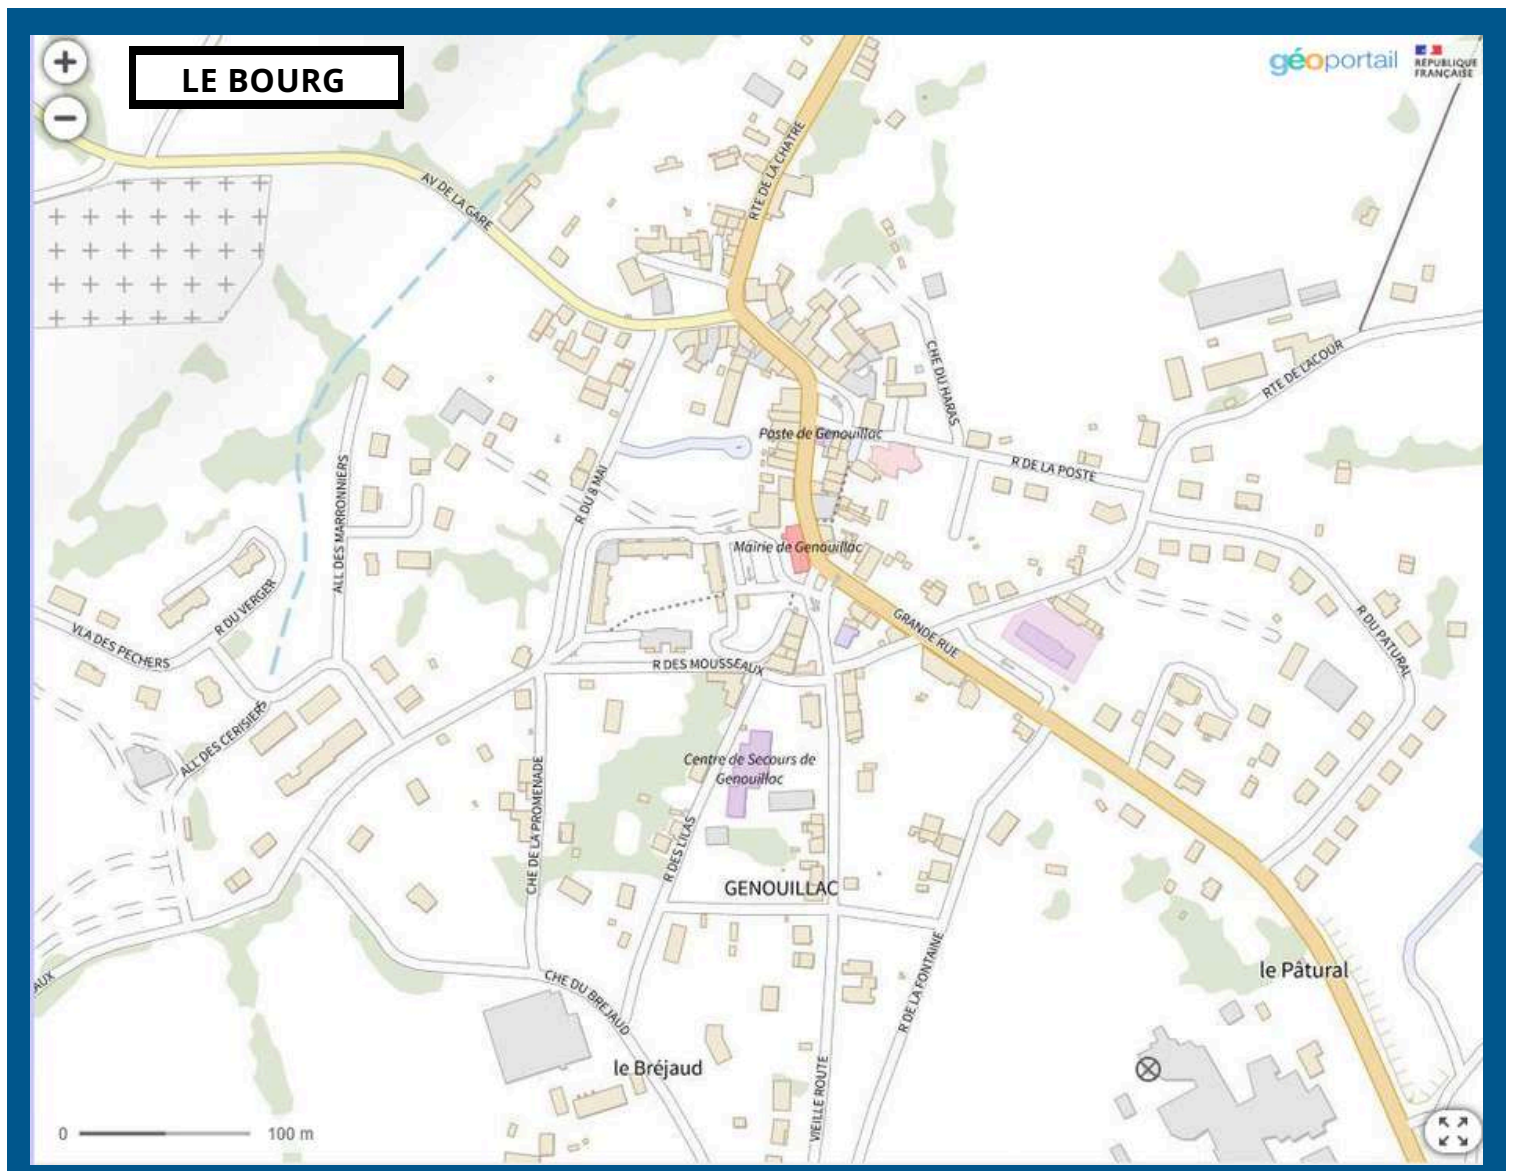 LE BOURG
géoportail
RÉPUBLIQUE
FRANÇAISE
+
−
AV DE LA GARE
RTE DE LA CHATRE
CHE DU HARAS
RTE DE LACOUR
Poste de Genouillac
R DE LA POSTE
R DU 8 MAI
ALL DES MARRONNIERS
Mairie de Genouillac
R DU VERGER
VLA DES PECHERS
GRANDE RUE
R DU PATURAL
R DES MOUSSEAUX
ALL DES CERISIERS
Centre de Secours de
Genouillac
CHE DE LA PROMENADE
R DES LILAS
GENOUILLAC
le Pâtural
AUX
CHE DU BREJAUD
R DE LA FONTAINE
le Bréjaud
VIEILLE ROUTE
0 100 m